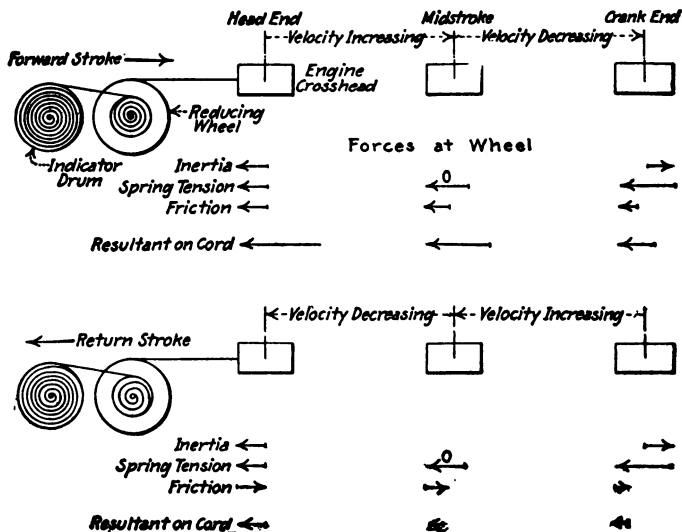 Head End Midstroke Crank End
Velocity Increasing Velocity Decreasing
Forward Stroke
Engine
Crosshead
Reducing
Wheel
Indicator
Drum
Forces at Wheel
Inertia
0
Spring Tension
Friction
Resultant on Cord
Velocity Decreasing Velocity Increasing
Return Stroke
Inertia
0
Spring Tension
Friction
Resultant on Cord